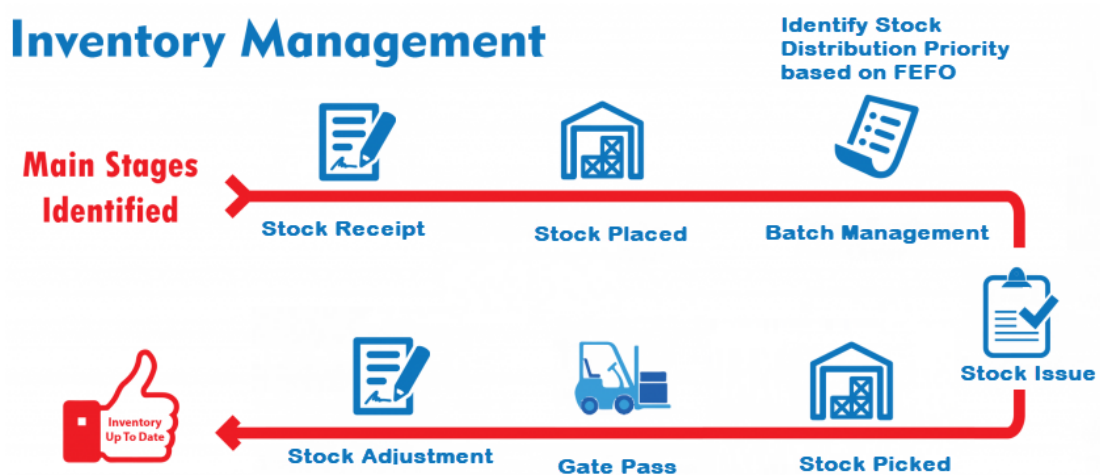 Inventory Management
Identify Stock
Distribution Priority
based on FEFO
Main Stages
Identified
Stock Receipt
Stock Placed
Batch Management
Stock Issue
Inventory
Up To Date
Stock Adjustment
Gate Pass
Stock Picked